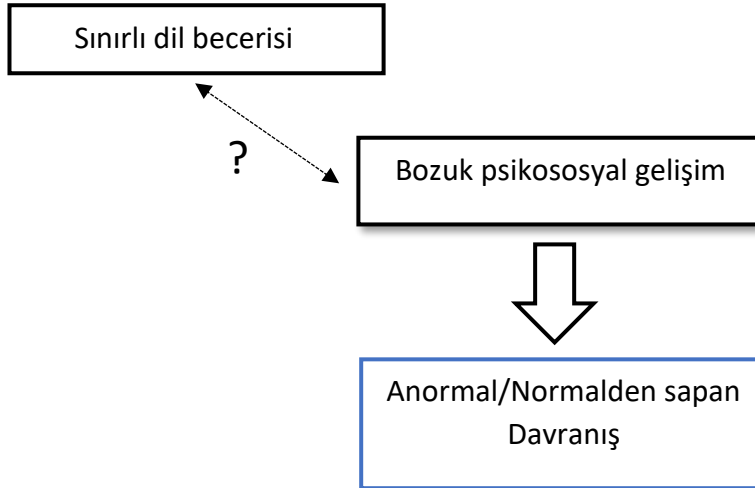 Sınırlı dil becerisi
?
Bozuk psikososyal gelişim
Anormal/Normalden sapan
Davranış